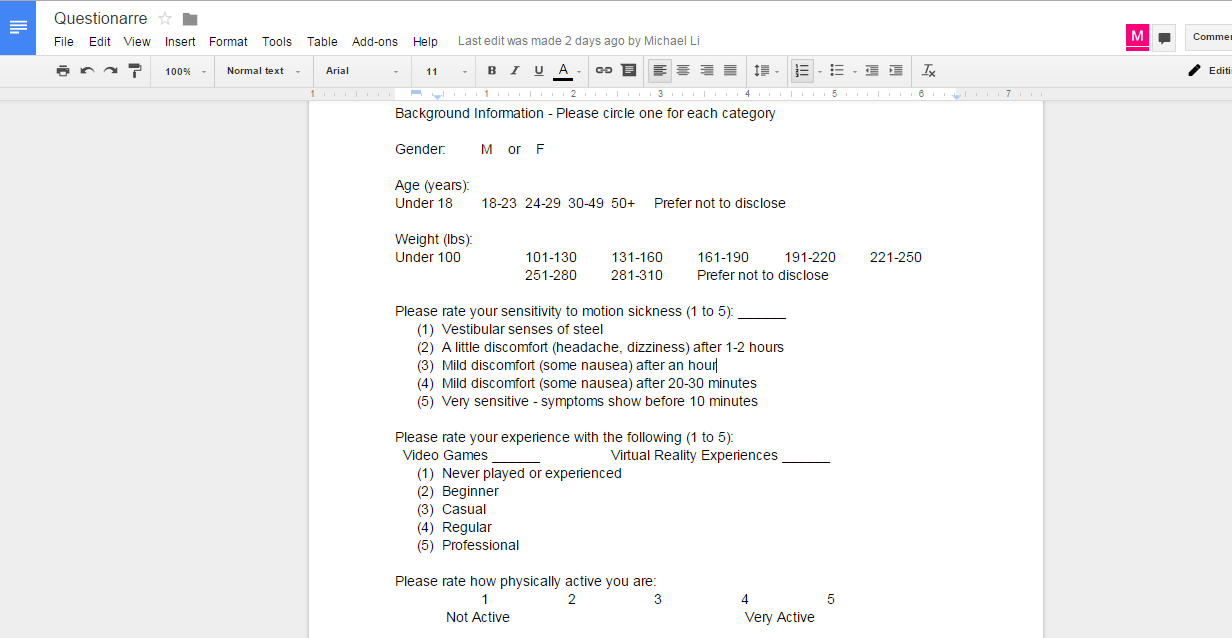 Questionarre
File Edit View Insert Format Tools Table Add-ons Help Last edit was made 2 days ago by Michael Li
M Commer
100% Normal text Arial 11 B I U A Editi
1 1 2 3 4 5 6 7
Background Information - Please circle one for each category
Gender: M or F
Age (years):
Under 18 18-23 24-29 30-49 50+ Prefer not to disclose
Weight (lbs):
Under 100 101-130 131-160 161-190 191-220 221-250
251-280 281-310 Prefer not to disclose
Please rate your sensitivity to motion sickness (1 to 5): ______
(1) Vestibular senses of steel
(2) A little discomfort (headache, dizziness) after 1-2 hours
(3) Mild discomfort (some nausea) after an hour
(4) Mild discomfort (some nausea) after 20-30 minutes
(5) Very sensitive - symptoms show before 10 minutes
Please rate your experience with the following (1 to 5):
Video Games ______ Virtual Reality Experiences ______
(1) Never played or experienced
(2) Beginner
(3) Casual
(4) Regular
(5) Professional
Please rate how physically active you are:
1 2 3 4 5
Not Active Very Active